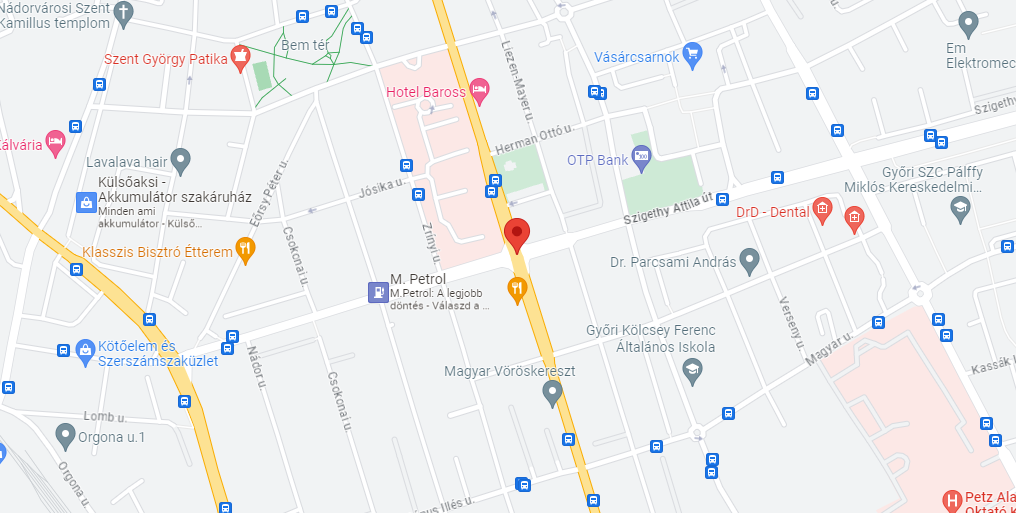 Nádorvárosi Szent
Kamillus templom
Bem tér
Szent György Patika
Liezen-Mayer u.
Vásárcsarnok
Em
Elektromec
Hotel Baross
Szigethy
Kálvária
Herman Ottó u.
Lavalava hair
OTP Bank
Győri SZC Pálffy
Miklós Kereskedelmi...
Külsőaksi -
Akkumulátor szakáruház
Minden ami
akkumulátor - Külső...
Eötvy Péter u.
Jósika u.
Szigethy Attila út
DrD - Dental
Csokonai u.
Zrínyi u.
Klasszis Bisztró Étterem
Dr. Parcsami András
M. Petrol
M.Petrol: A legjobb
döntés - Válaszd a ...
Verseny u.
Győri Kölcsey Ferenc
Általános Iskola
Magyar u.
Kötőelem és
Szerszámszaküzlet
Nádor u.
Csokonai u.
Magyar Vöröskereszt
Kassák
Lomb u.
Orgona u.1
Orgona u.
Illés u.
Petz Ala
Oktató K